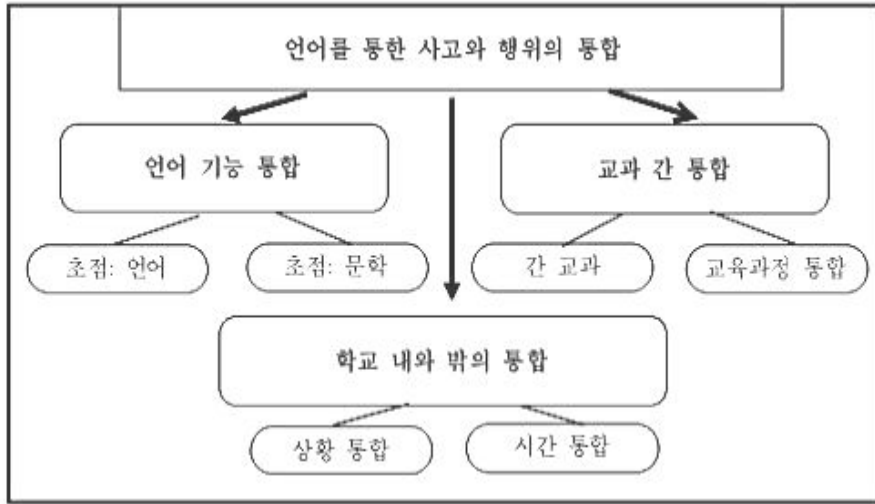 언어를 통한 사고와 행위의 통합
언어 기능 통합
교과 간 통합
초점: 언어
초점: 문학
간 교과
교육과정 통합
학교 내와 밖의 통합
상황 통합
시간 통합